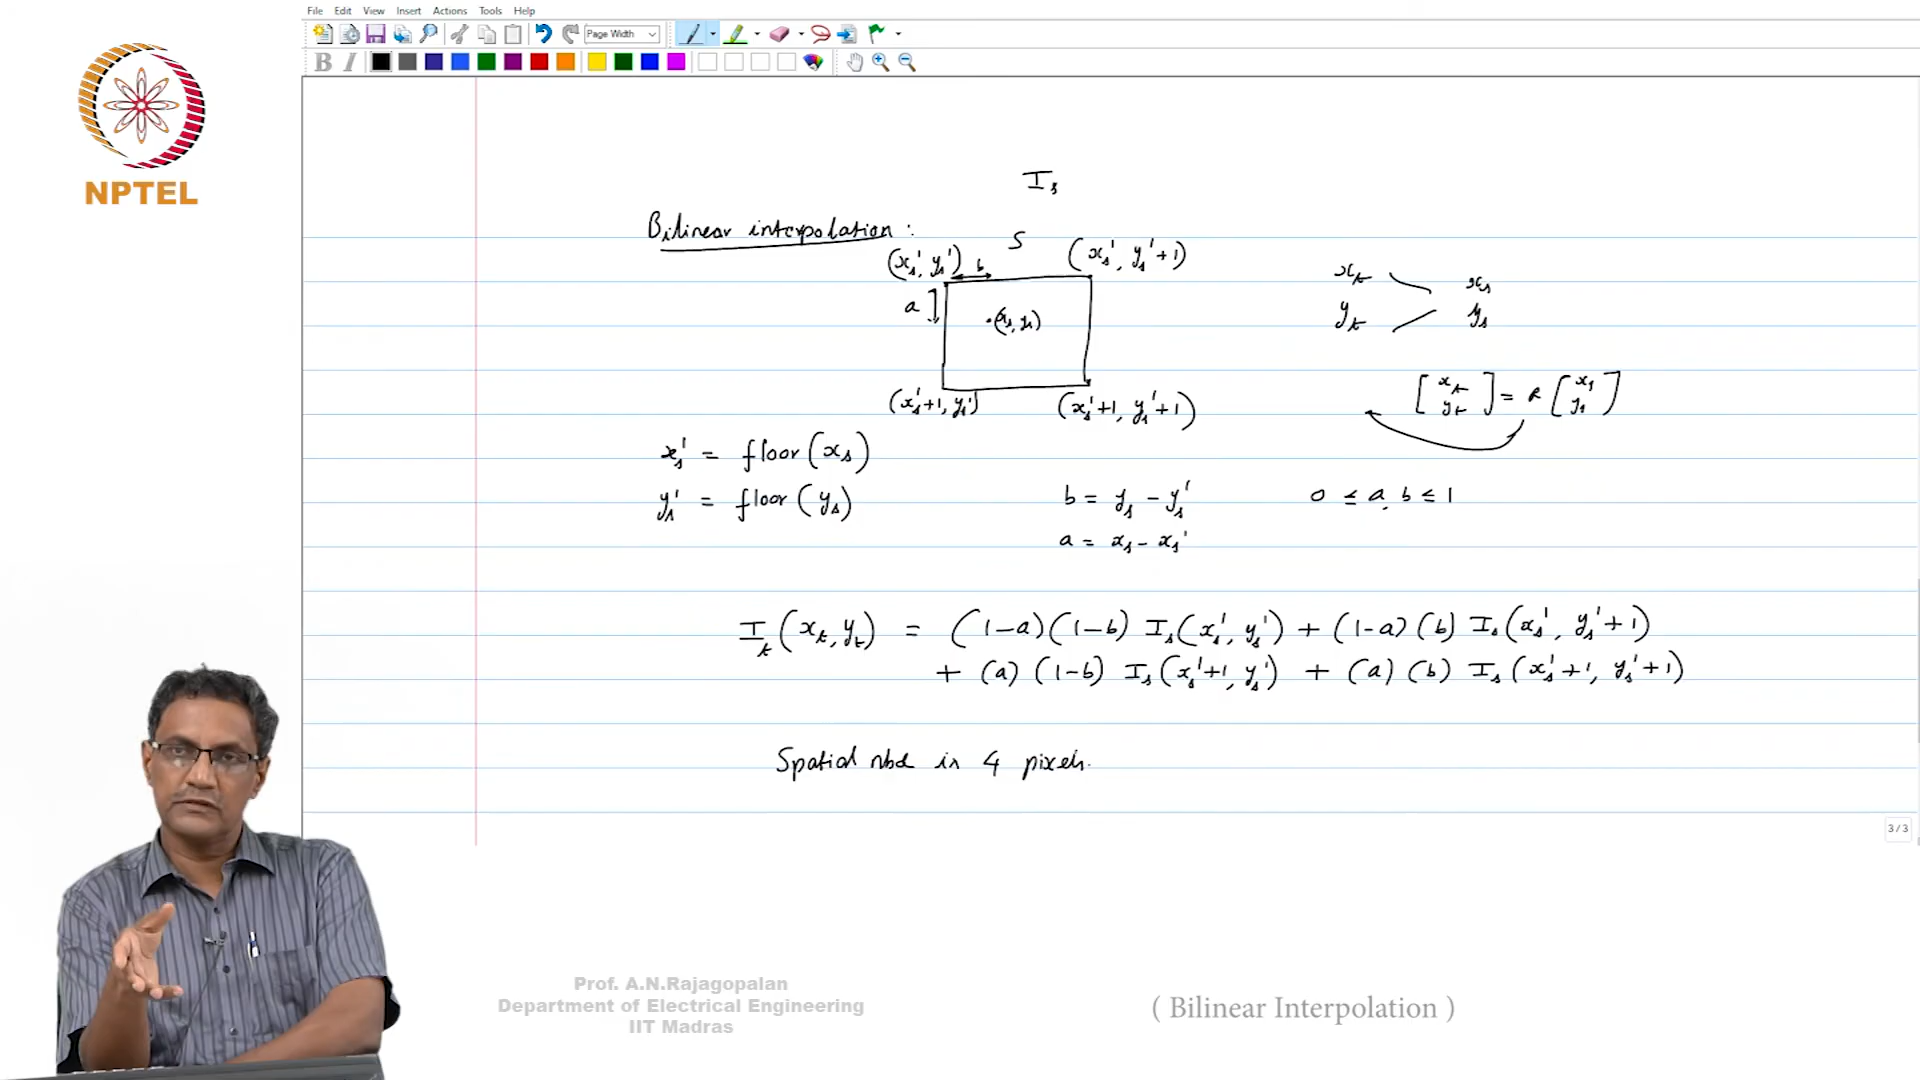 File Edit View Insert Actions Tools Help
Page Width
B I
NPTEL
I_s
Bilinear interpolation :
S
(x_s', y_s') b (x_s', y_s'+1)
a
.(x_s, y_s)
x_t x_s
y_t y_s
(x_s'+1, y_s') (x_s'+1, y_s'+1)
[x_t y_t] = R [x_s y_s]
x_s' = floor(x_s)
y_s' = floor(y_s)
b = y_s - y_s' 0 ≤ a, b ≤ 1
a = x_s - x_s'
I_t(x_t, y_t) = (1-a)(1-b) I_s(x_s', y_s') + (1-a)(b) I_s(x_s', y_s'+1)
+ (a)(1-b) I_s(x_s'+1, y_s') + (a)(b) I_s(x_s'+1, y_s'+1)
Spatial nbd in 4 pixels.
3 / 3
Prof. A.N.Rajagopalan
Department of Electrical Engineering
IIT Madras
( Bilinear Interpolation )